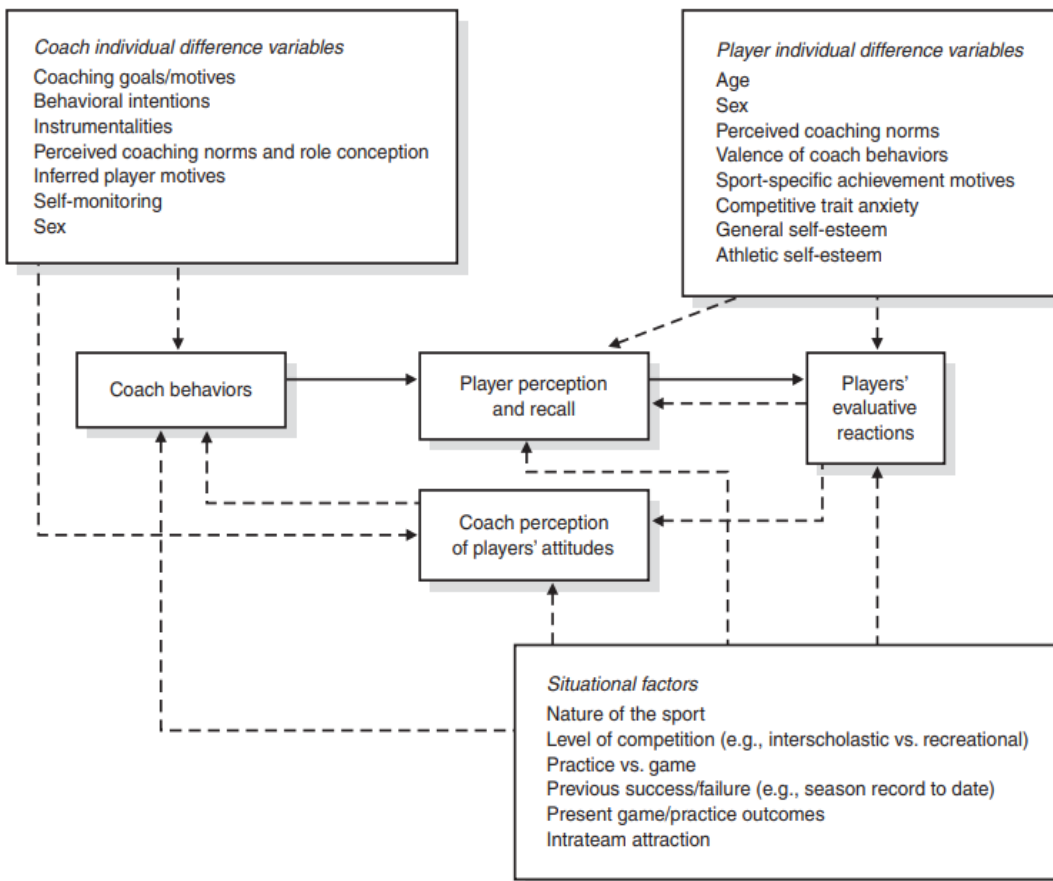 Coach individual difference variables
Coaching goals/motives
Behavioral intentions
Instrumentalities
Perceived coaching norms and role conception
Inferred player motives
Self-monitoring
Sex
Player individual difference variables
Age
Sex
Perceived coaching norms
Valence of coach behaviors
Sport-specific achievement motives
Competitive trait anxiety
General self-esteem
Athletic self-esteem
Coach behaviors
Player perception
and recall
Players'
evaluative
reactions
Coach perception
of players' attitudes
Situational factors
Nature of the sport
Level of competition (e.g., interscholastic vs. recreational)
Practice vs. game
Previous success/failure (e.g., season record to date)
Present game/practice outcomes
Intrateam attraction